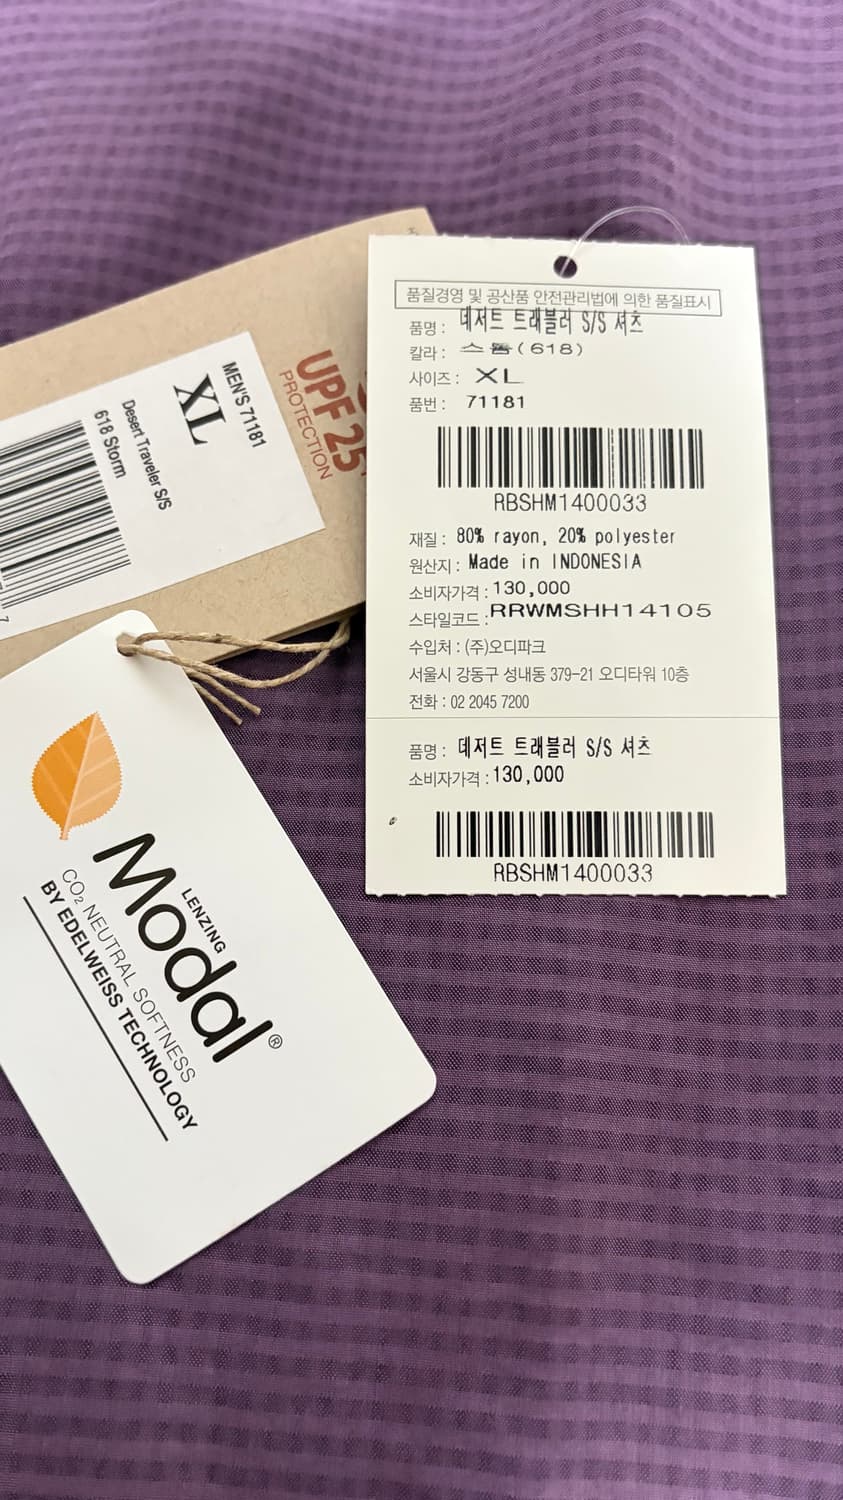 품질경영 및 공산품 안전관리법에 의한 품질표시
품명 : 데저트 트래블러 S/S 셔츠
칼라 : 스톰(618)
사이즈 : XL
품번 : 71181
RBSHM1400033
재질 : 80% rayon, 20% polyester
원산지 : Made in INDONESIA
소비자가격 : 130,000
스타일코드 : RRWMSHH14105
수입처 : (주)오디파크
서울시 강동구 성내동 379-21 오디타워 10층
전화 : 02 2045 7200
품명 : 데저트 트래블러 S/S 셔츠
소비자가격 : 130,000
RBSHM1400033
UPF 25
PROTECTION
MEN'S 71181
XL
Desert Traveler S/S
618 Storm
LENZING
Modal®
CO₂ NEUTRAL SOFTNESS
BY EDELWEISS TECHNOLOGY